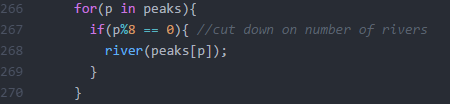 266 for(p in peaks){
267 if(p%8 == 0){ //cut down on number of rivers
268 river(peaks[p]);
269 }
270 }